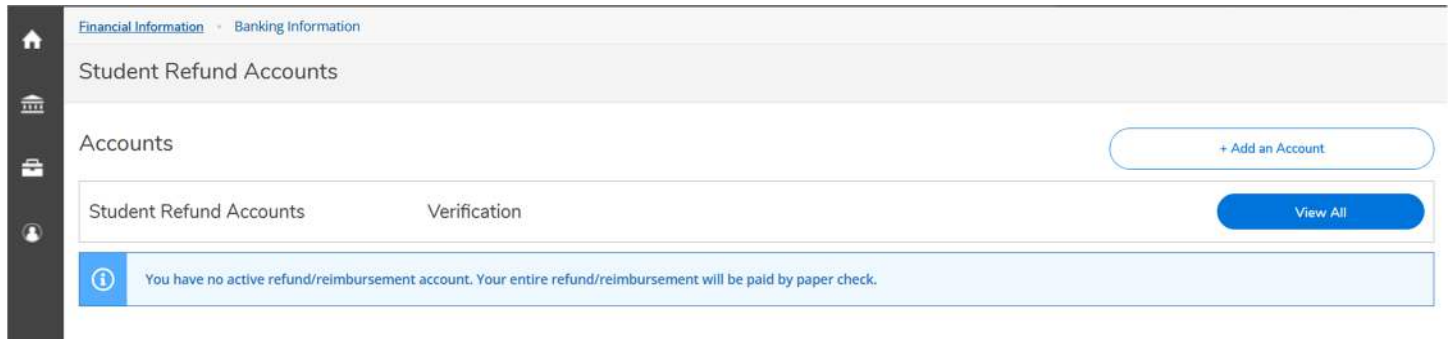 Financial Information · Banking Information
Student Refund Accounts
Accounts
+ Add an Account
Student Refund Accounts Verification View All
You have no active refund/reimbursement account. Your entire refund/reimbursement will be paid by paper check.